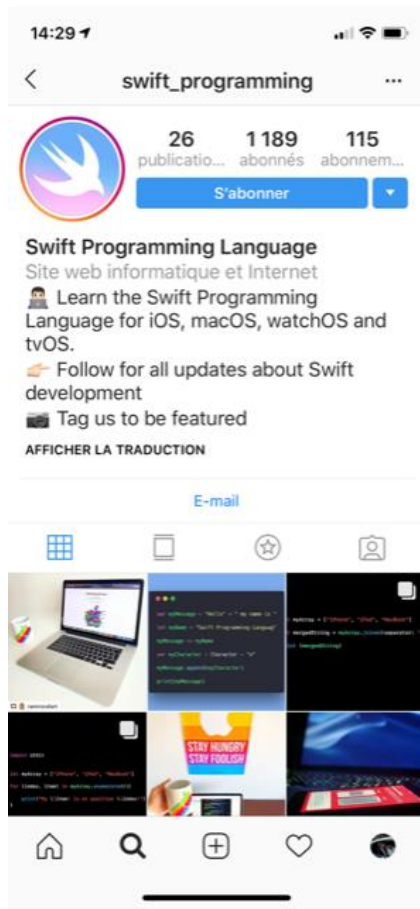 14:29
swift_programming
26 1 189 115
publicatio... abonnés abonnem...
S'abonner
Swift Programming Language
Site web informatique et Internet
Learn the Swift Programming
Language for iOS, macOS, watchOS and
tvOS.
Follow for all updates about Swift
development
Tag us to be featured
AFFICHER LA TRADUCTION
E-mail
STAY HUNGRY
STAY FOOLISH